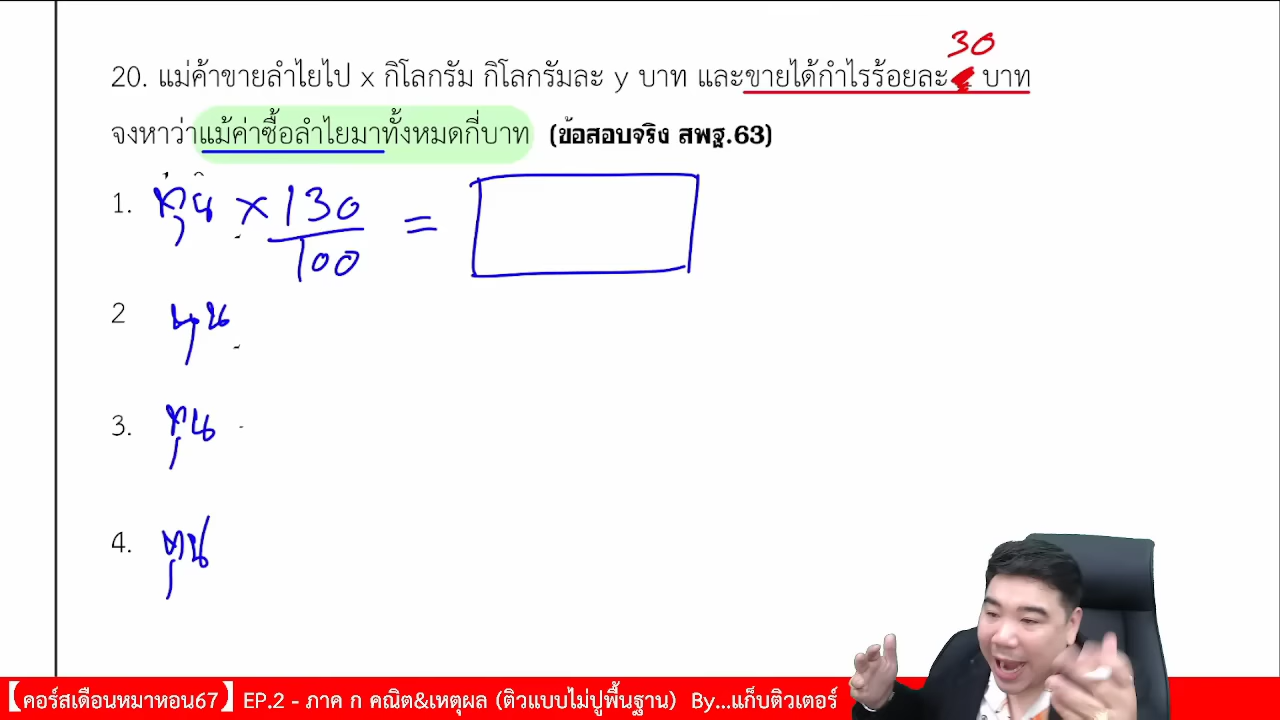 30
20. แม่ค้าขายลำไยไป x กิโลกรัม กิโลกรัมละ y บาท และขายได้กำไรร้อยละ บาท
จงหาว่าแม้ค่าซื้อลำไยมาทั้งหมดกี่บาท (ข้อสอบจริง สพฐ.63)
1. ทุน × 130/100 =
2 ทุน
3. ทุน
4. ทุน
【คอร์สเดือนหมาหอน67】EP.2 - ภาค ก คณิต&เหตุผล (ติวแบบไม่ปูพื้นฐาน) By...แก็บติวเตอร์